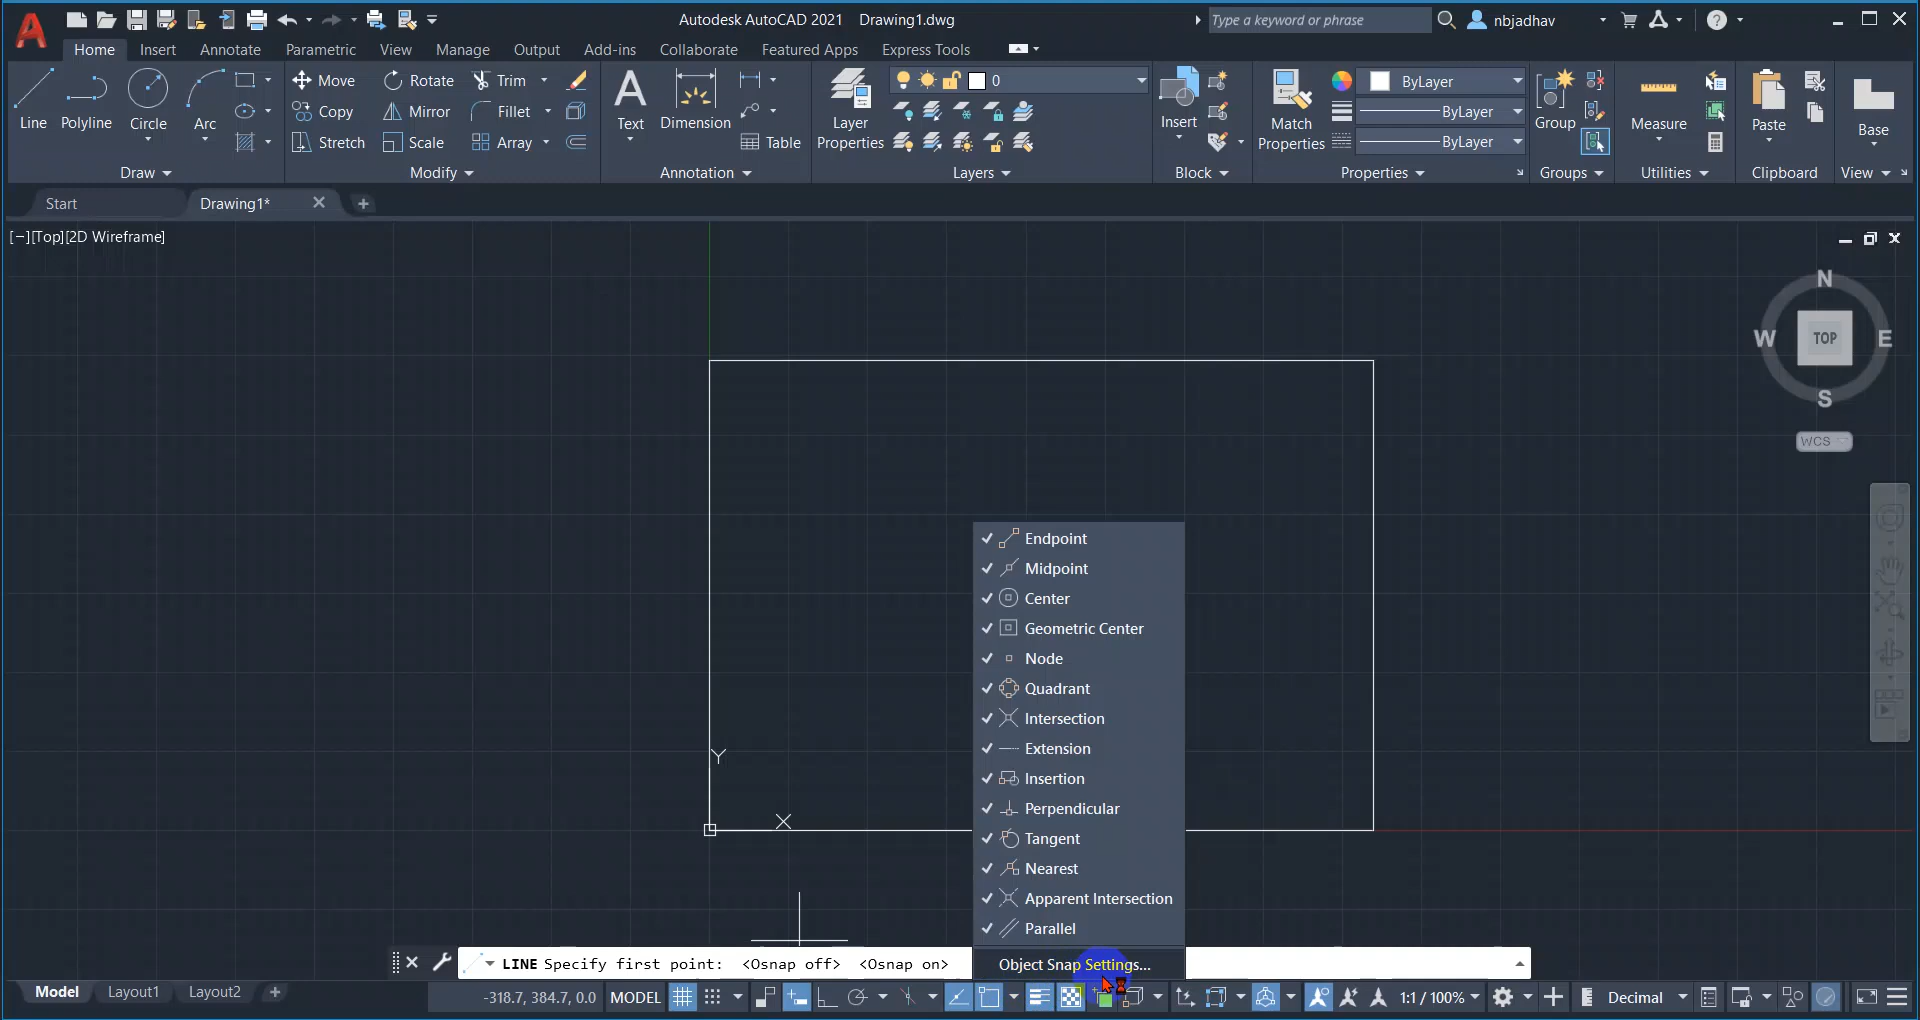 Autodesk AutoCAD 2021 Drawing1.dwg
Type a keyword or phrase
nbjadhav
Home Insert Annotate Parametric View Manage Output Add-ins Collaborate Featured Apps Express Tools
Line Polyline Circle Arc
Move Rotate Trim
Copy Mirror Fillet
Stretch Scale Array
Text Dimension Table
Layer Properties
0
Insert
Match Properties
ByLayer
ByLayer
ByLayer
Group
Measure
Paste
Base
Draw Modify Annotation Layers Block Properties Groups Utilities Clipboard View
Start Drawing1*
[−][Top][2D Wireframe]
N
W TOP E
S
WCS
Y
X
Endpoint
Midpoint
Center
Geometric Center
Node
Quadrant
Intersection
Extension
Insertion
Perpendicular
Tangent
Nearest
Apparent Intersection
Parallel
Object Snap Settings...
LINE Specify first point: <Osnap off> <Osnap on>
Model Layout1 Layout2
-318.7, 384.7, 0.0 MODEL 1:1 / 100% Decimal